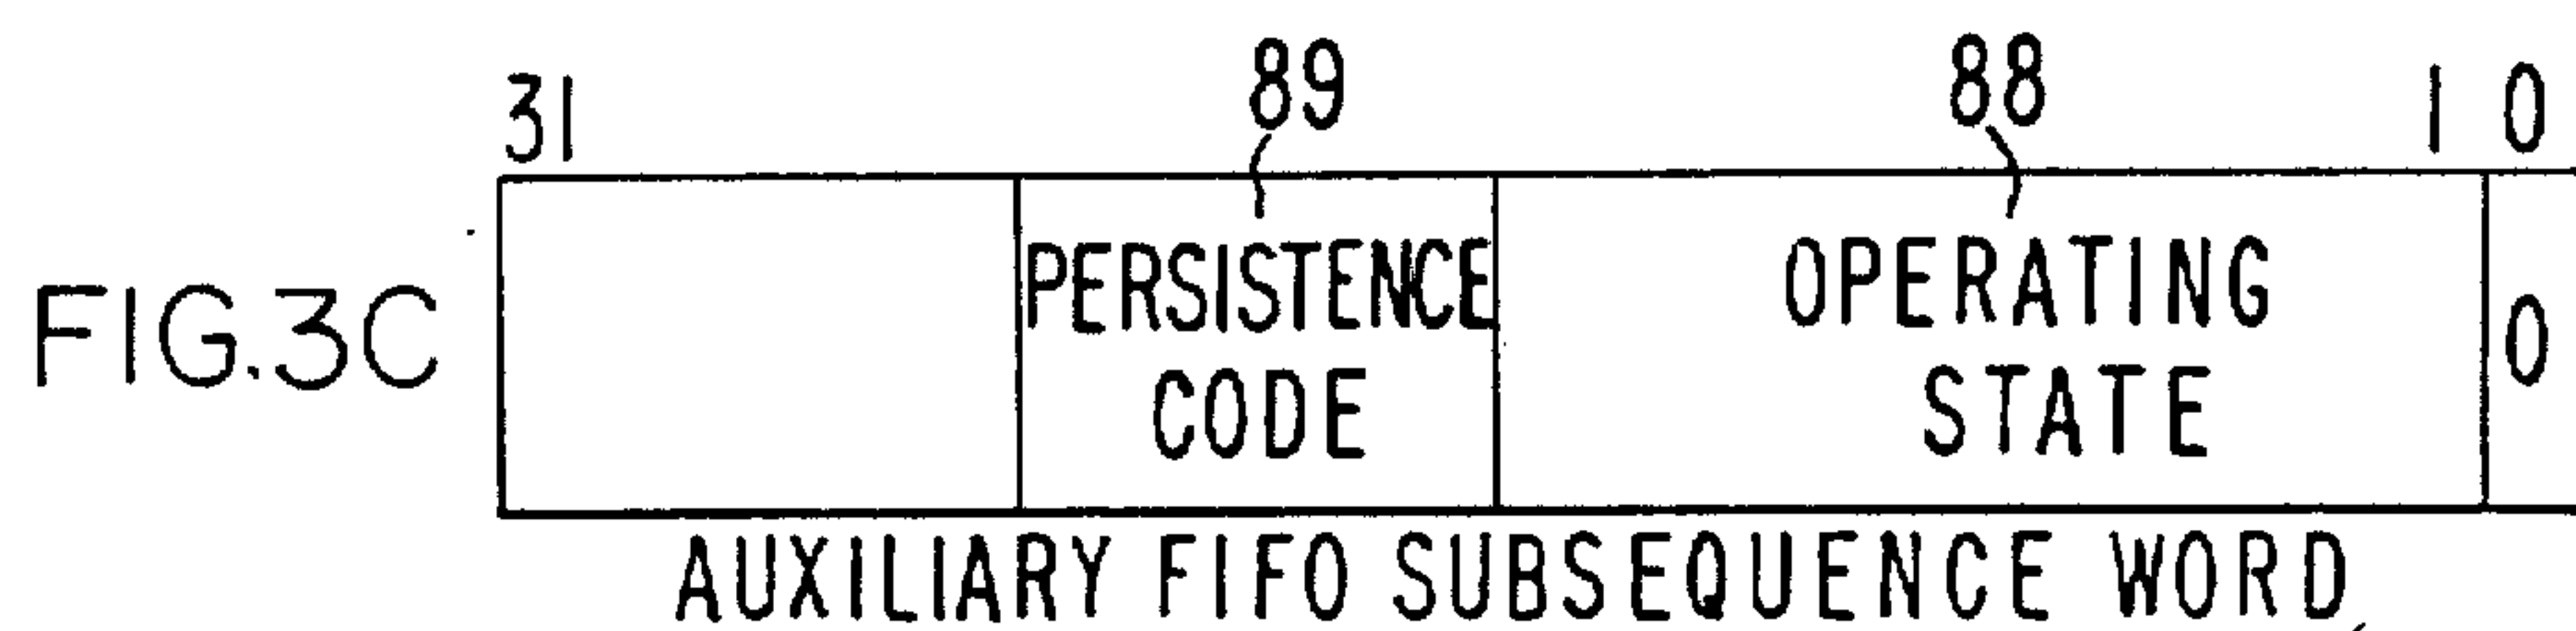 31 89 88 1 0
PERSISTENCE OPERATING
FIG.3C 0
CODE STATE
AUXILIARY FIFO SUBSEQUENCE WORD